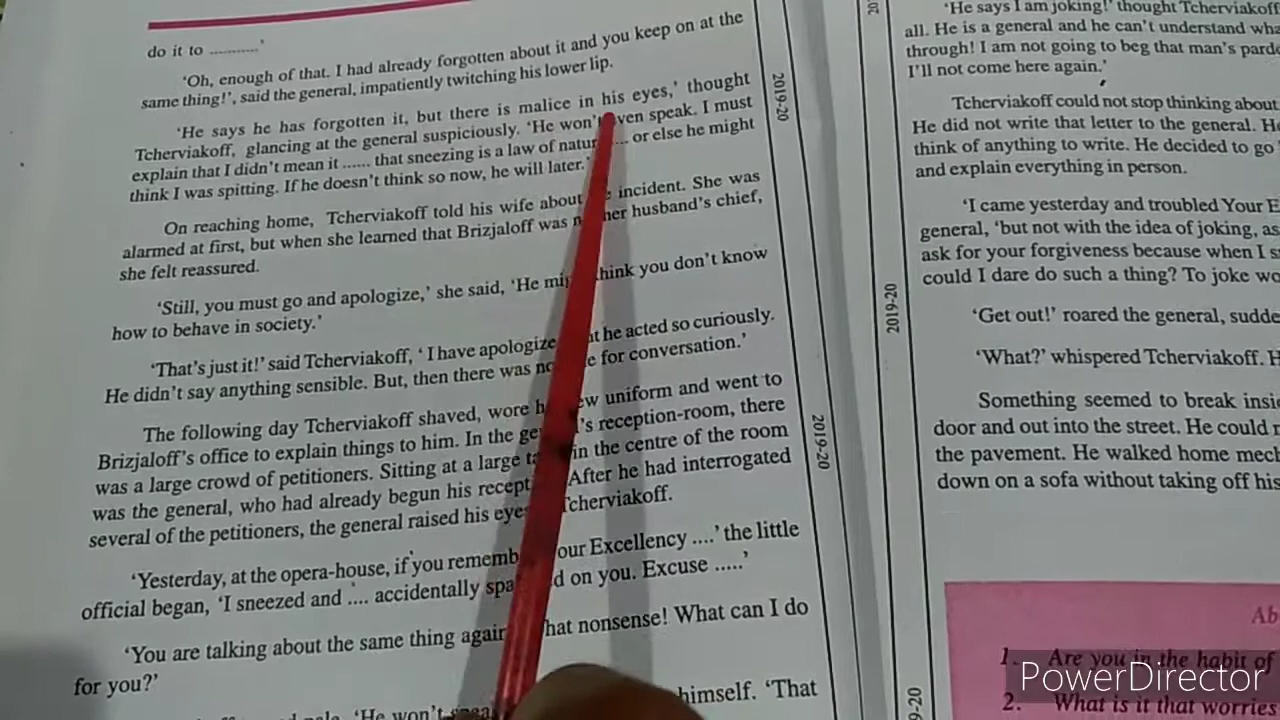 do it to ...........'
'Oh, enough of that. I had already forgotten about it and you keep on at the
same thing!', said the general, impatiently twitching his lower lip.
'He says he has forgotten it, but there is malice in his eyes,' thought
Tcherviakoff, glancing at the general suspiciously. 'He won't even speak. I must
explain that I didn't mean it ...... that sneezing is a law of natur .... or else he might
think I was spitting. If he doesn't think so now, he will later.'
On reaching home, Tcherviakoff told his wife about incident. She was
alarmed at first, but when she learned that Brizjaloff was her husband's chief,
she felt reassured.
'Still, you must go and apologize,' she said, 'He might think you don't know
how to behave in society.'
'That's just it!' said Tcherviakoff, ' I have apologize he acted so curiously.
He didn't say anything sensible. But, then there was no for conversation.'
The following day Tcherviakoff shaved, wore new uniform and went to
Brizjaloff's office to explain things to him. In the general's reception-room, there
was a large crowd of petitioners. Sitting at a large in the centre of the room
was the general, who had already begun his recept After he had interrogated
several of the petitioners, the general raised his eyes Tcherviakoff.
'Yesterday, at the opera-house, if you remember our Excellency ....' the little
official began, 'I sneezed and .... accidentally on you. Excuse .....'
'You are talking about the same thing again hat nonsense! What can I do
for you?'
'He won't speak himself. 'That
2019-20
2019-20
20
'He says I am joking!' thought Tcherviakoff
all. He is a general and he can't understand wha
through! I am not going to beg that man's pard
I'll not come here again.'
Tcherviakoff could not stop thinking about
He did not write that letter to the general. H
think of anything to write. He decided to go
and explain everything in person.
'I came yesterday and troubled Your E
general, 'but not with the idea of joking, as
ask for your forgiveness because when I s
could I dare do such a thing? To joke wo
'Get out!' roared the general, sudde
'What?' whispered Tcherviakoff. H
Something seemed to break insi
door and out into the street. He could
the pavement. He walked home mech
down on a sofa without taking off his
2019-20
9-20
Ab
1. Are you in the habit of
2. What is it that worries
PowerDirector